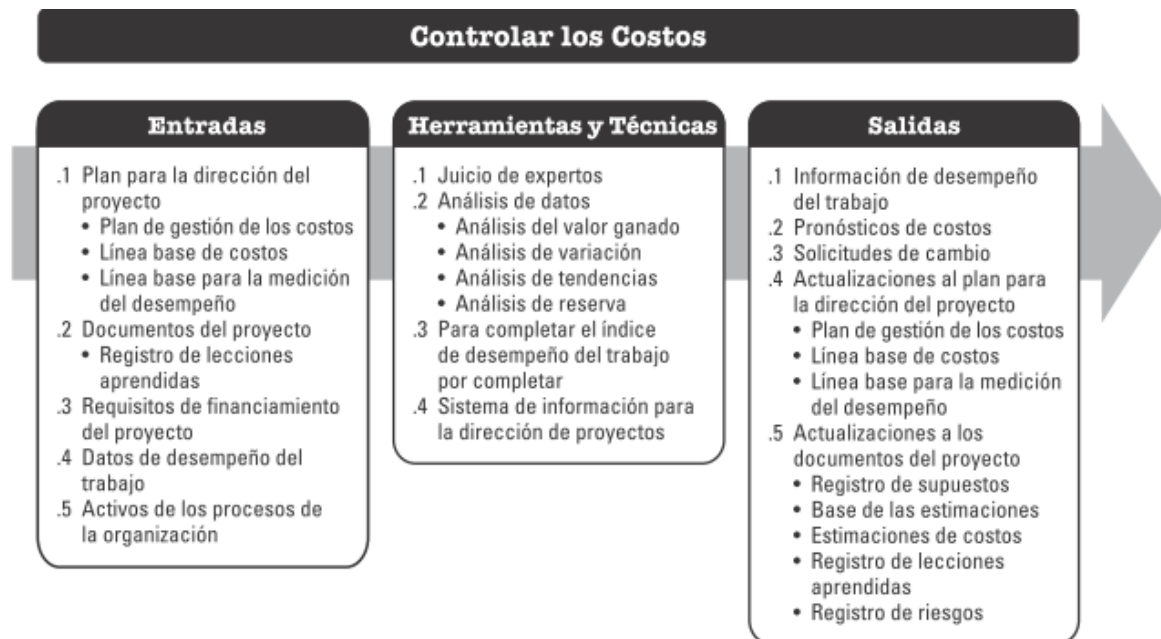 Controlar los Costos
Entradas
.1 Plan para la dirección del
proyecto
• Plan de gestión de los costos
• Línea base de costos
• Línea base para la medición
del desempeño
.2 Documentos del proyecto
• Registro de lecciones
aprendidas
.3 Requisitos de financiamiento
del proyecto
.4 Datos de desempeño del
trabajo
.5 Activos de los procesos de
la organización
Herramientas y Técnicas
.1 Juicio de expertos
.2 Análisis de datos
• Análisis del valor ganado
• Análisis de variación
• Análisis de tendencias
• Análisis de reserva
.3 Para completar el índice
de desempeño del trabajo
por completar
.4 Sistema de información para
la dirección de proyectos
Salidas
.1 Información de desempeño
del trabajo
.2 Pronósticos de costos
.3 Solicitudes de cambio
.4 Actualizaciones al plan para
la dirección del proyecto
• Plan de gestión de los costos
• Línea base de costos
• Línea base para la medición
del desempeño
.5 Actualizaciones a los
documentos del proyecto
• Registro de supuestos
• Base de las estimaciones
• Estimaciones de costos
• Registro de lecciones
aprendidas
• Registro de riesgos